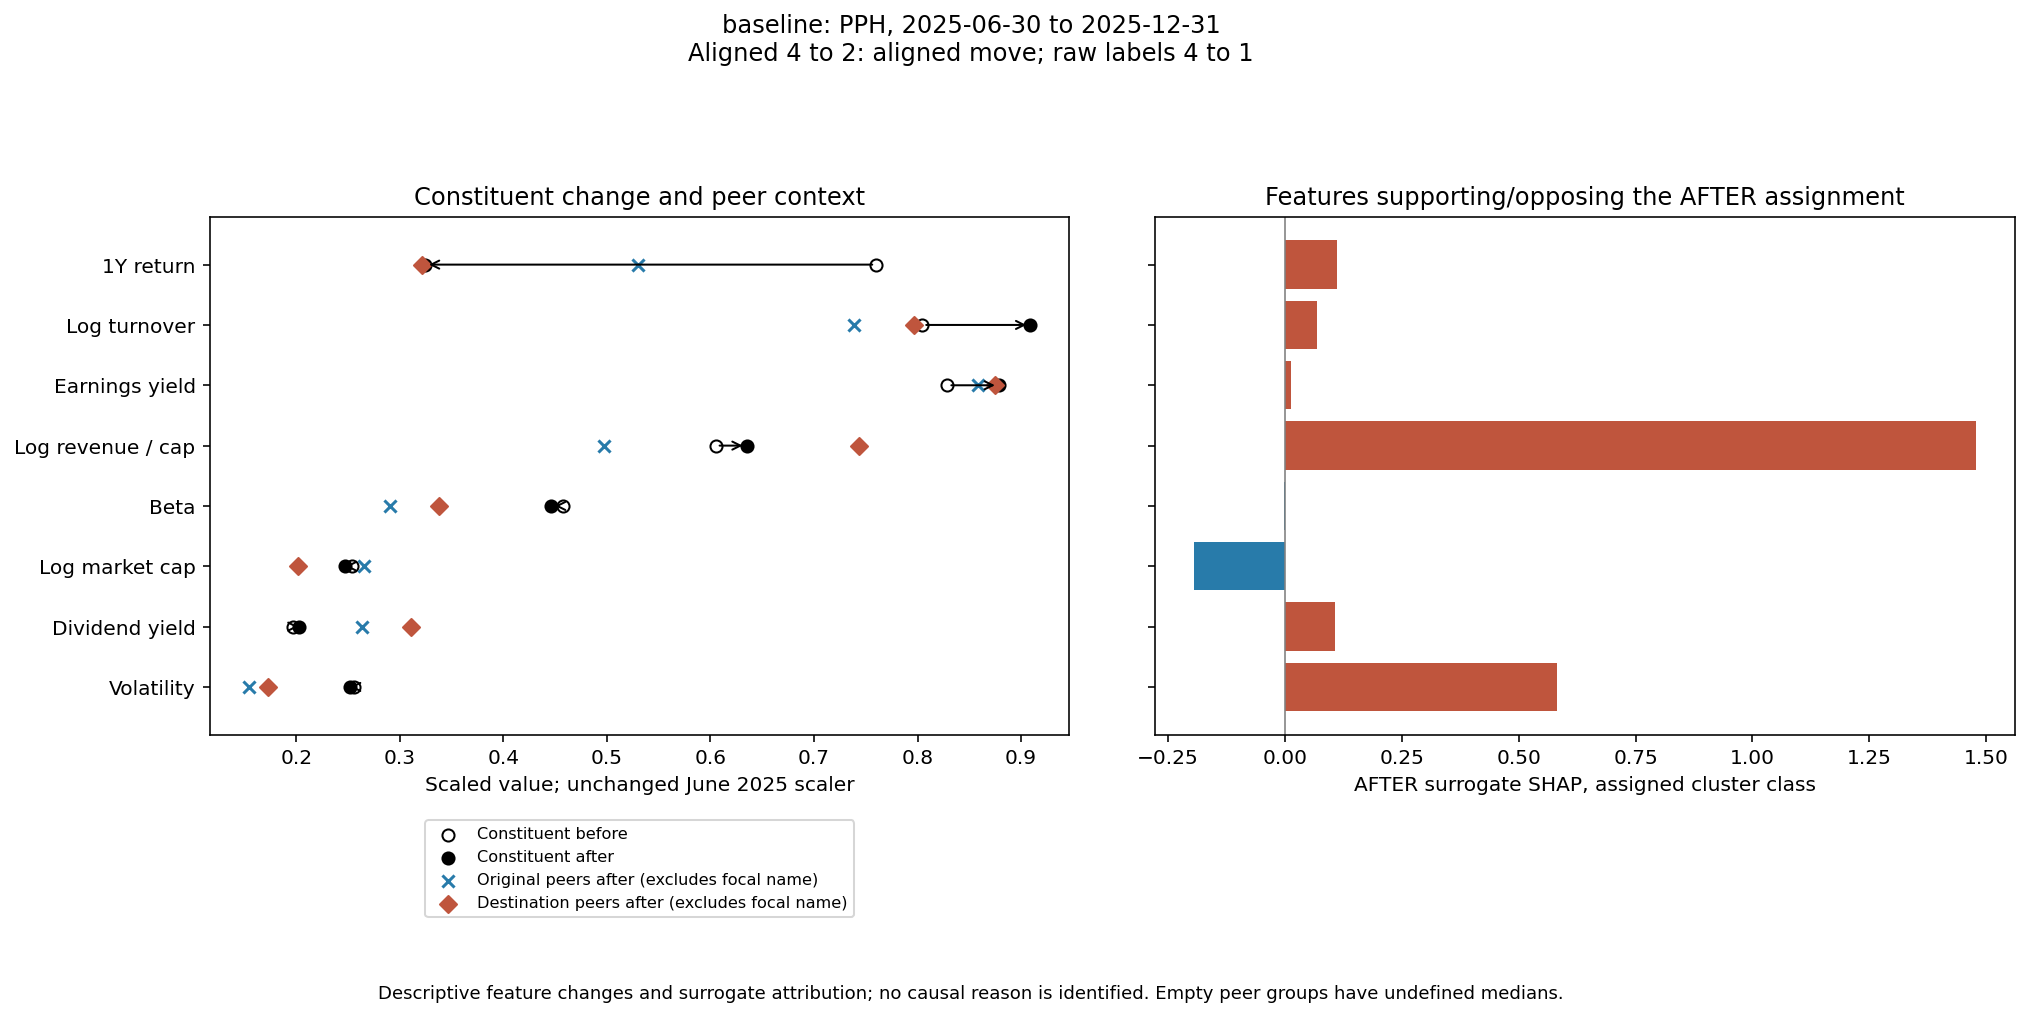 baseline: PPH, 2025-06-30 to 2025-12-31
Aligned 4 to 2: aligned move; raw labels 4 to 1
Constituent change and peer context
1Y return
Log turnover
Earnings yield
Log revenue / cap
Beta
Log market cap
Dividend yield
Volatility
0.2 0.3 0.4 0.5 0.6 0.7 0.8 0.9
Scaled value; unchanged June 2025 scaler
Constituent before
Constituent after
Original peers after (excludes focal name)
Destination peers after (excludes focal name)
Features supporting/opposing the AFTER assignment
−0.25 0.00 0.25 0.50 0.75 1.00 1.25 1.50
AFTER surrogate SHAP, assigned cluster class
Descriptive feature changes and surrogate attribution; no causal reason is identified. Empty peer groups have undefined medians.